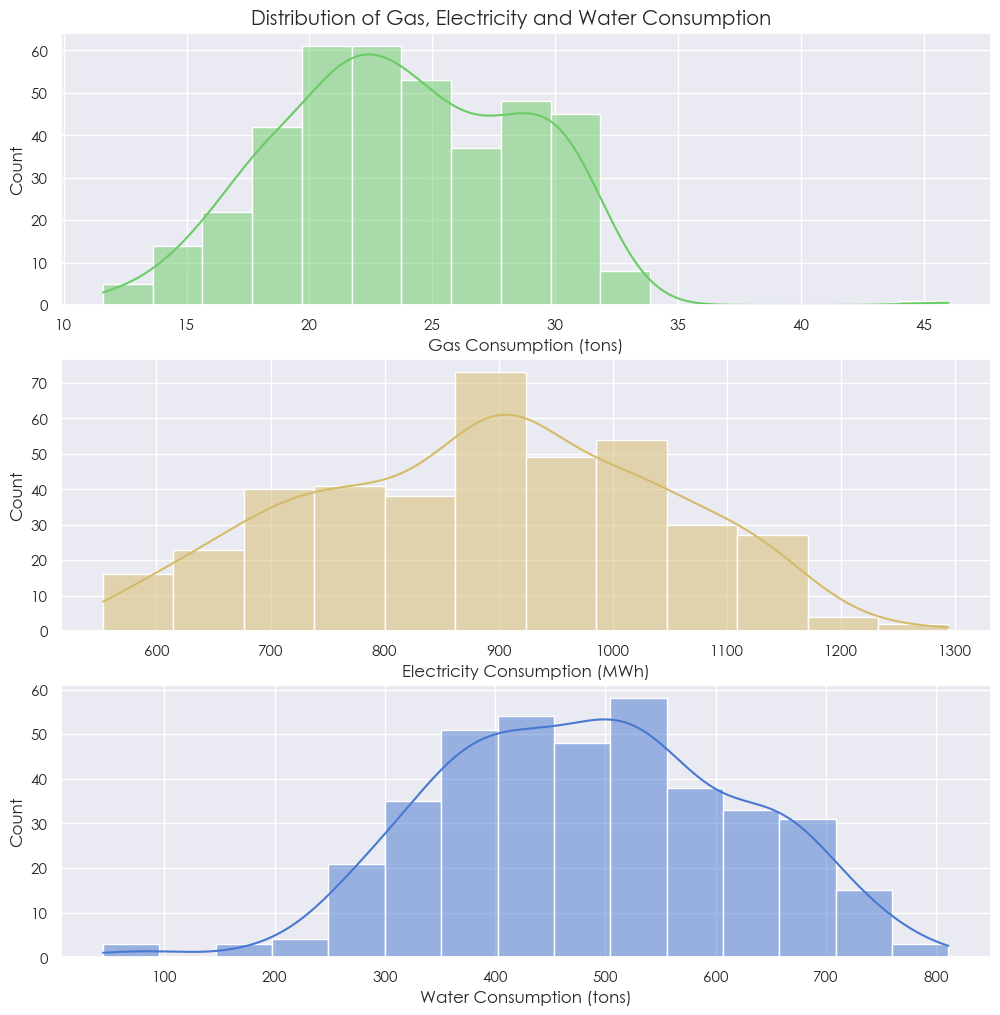 Distribution of Gas, Electricity and Water Consumption
60
50
40
30
20
10
0
Count
10 15 20 25 30 35 40 45
Gas Consumption (tons)
70
60
50
40
30
20
10
0
Count
600 700 800 900 1000 1100 1200 1300
Electricity Consumption (MWh)
60
50
40
30
20
10
0
Count
100 200 300 400 500 600 700 800
Water Consumption (tons)